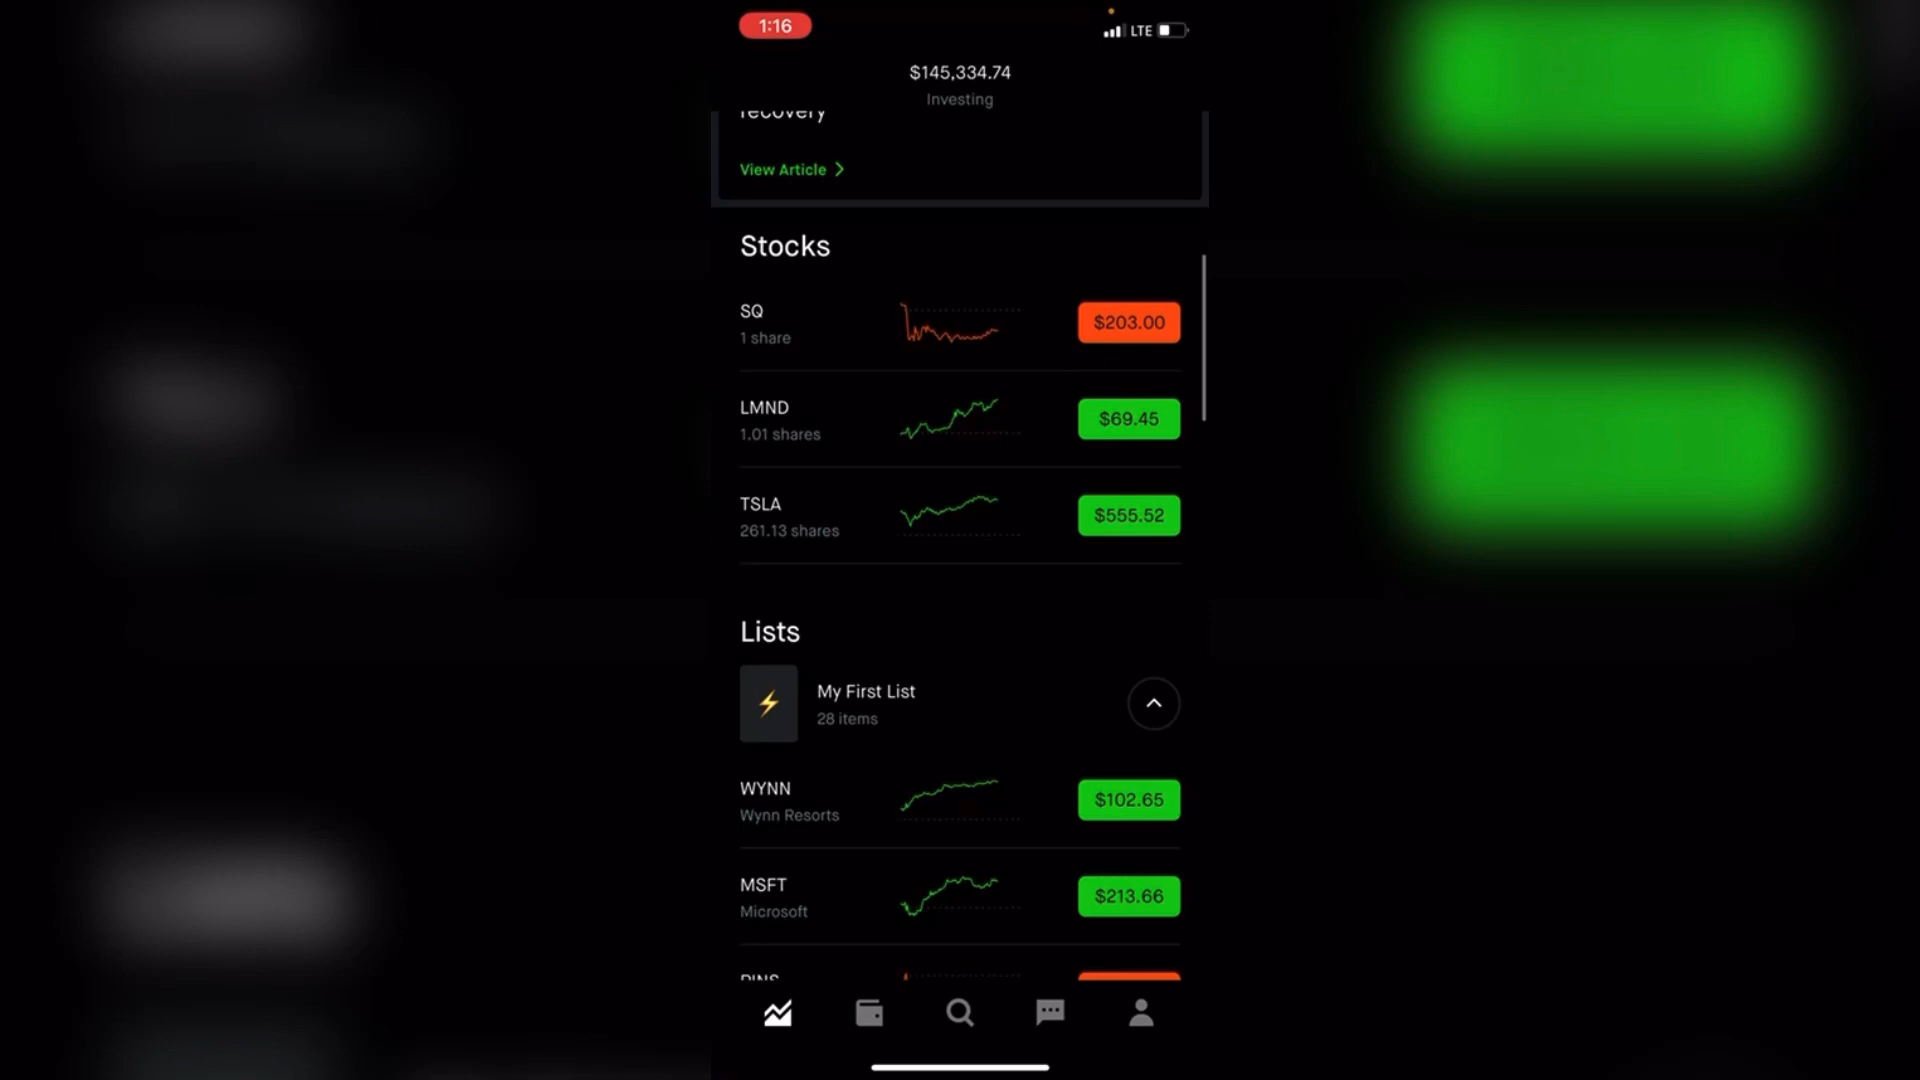 1:16
LTE
$145,334.74
Investing
recovery
View Article
Stocks
SQ
$203.00
1 share
LMND
$69.45
1.01 shares
TSLA
$555.52
261.13 shares
Lists
My First List
28 items
WYNN
$102.65
Wynn Resorts
MSFT
$213.66
Microsoft
PINS